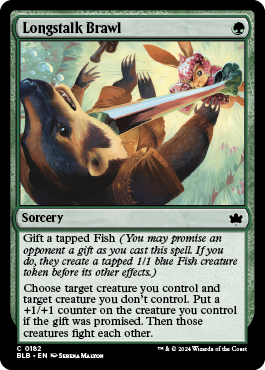 Longstalk Brawl
Sorcery
Gift a tapped Fish (You may promise an
opponent a gift as you cast this spell. If you
do, they create a tapped 1/1 blue Fish creature
token before its other effects.)
Choose target creature you control and
target creature you don't control. Put a
+1/+1 counter on the creature you control
if the gift was promised. Then those
creatures fight each other.
C 0182
BLB • EN Serena Malyon
™ & © 2024 Wizards of the Coast